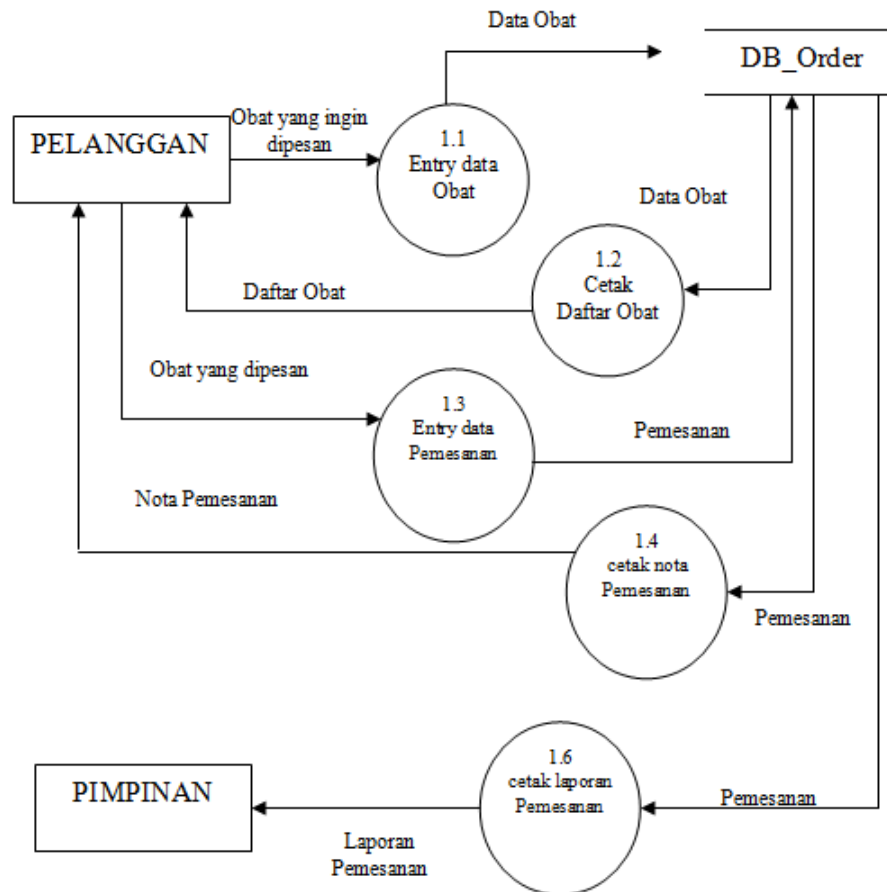 Data Obat
DB_Order
Obat yang ingin
dipesan
PELANGGAN
1.1
Entry data
Obat
Data Obat
1.2
Cetak
Daftar Obat
Daftar Obat
Obat yang dipesan
1.3
Entry data
Pemesanan
Pemesanan
Nota Pemesanan
1.4
cetak nota
Pemesanan
Pemesanan
1.6
cetak laporan
Pemesanan
PIMPINAN
Pemesanan
Laporan
Pemesanan